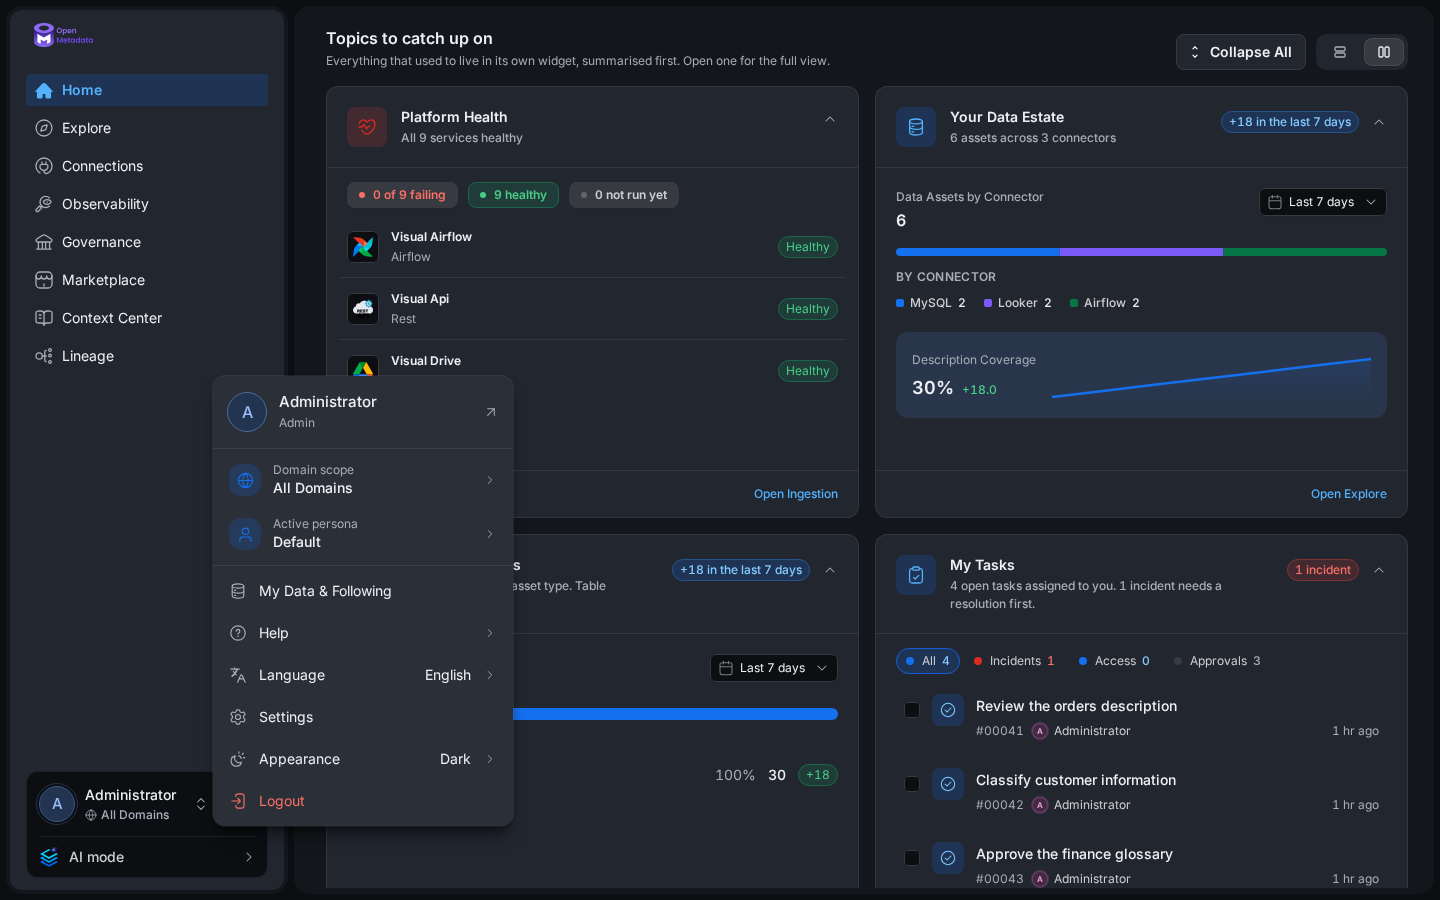 Open
Metadata
Home
Explore
Connections
Observability
Governance
Marketplace
Context Center
Lineage
Administrator
All Domains
AI mode
Topics to catch up on
Everything that used to live in its own widget, summarised first. Open one for the full view.
Collapse All
Platform Health
All 9 services healthy
0 of 9 failing
9 healthy
0 not run yet
Visual Airflow
Airflow
Healthy
Visual Api
Rest
Healthy
Visual Drive
Healthy
Open Ingestion
Your Data Estate
6 assets across 3 connectors
+18 in the last 7 days
Data Assets by Connector
6
Last 7 days
BY CONNECTOR
MySQL 2
Looker 2
Airflow 2
Description Coverage
30% +18.0
Open Explore
Administrator
Admin
Domain scope
All Domains
Active persona
Default
My Data & Following
Help
Language English
Settings
Appearance Dark
Logout
s
asset type. Table
+18 in the last 7 days
Last 7 days
100% 30 +18
My Tasks
4 open tasks assigned to you. 1 incident needs a
resolution first.
1 incident
All 4
Incidents 1
Access 0
Approvals 3
Review the orders description
#00041 A Administrator
1 hr ago
Classify customer information
#00042 A Administrator
1 hr ago
Approve the finance glossary
#00043 A Administrator
1 hr ago